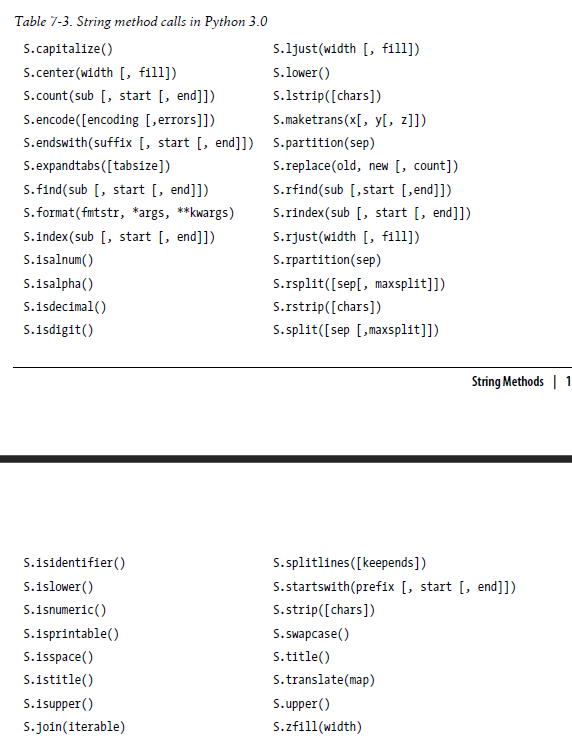 Table 7-3. String method calls in Python 3.0
S.capitalize() S.ljust(width [, fill])
S.center(width [, fill]) S.lower()
S.count(sub [, start [, end]]) S.lstrip([chars])
S.encode([encoding [,errors]]) S.maketrans(x[, y[, z]])
S.endswith(suffix [, start [, end]]) S.partition(sep)
S.expandtabs([tabsize]) S.replace(old, new [, count])
S.find(sub [, start [, end]]) S.rfind(sub [,start [,end]])
S.format(fmtstr, *args, **kwargs) S.rindex(sub [, start [, end]])
S.index(sub [, start [, end]]) S.rjust(width [, fill])
S.isalnum() S.rpartition(sep)
S.isalpha() S.rsplit([sep[, maxsplit]])
S.isdecimal() S.rstrip([chars])
S.isdigit() S.split([sep [,maxsplit]])
String Methods | 1
S.isidentifier() S.splitlines([keepends])
S.islower() S.startswith(prefix [, start [, end]])
S.isnumeric() S.strip([chars])
S.isprintable() S.swapcase()
S.isspace() S.title()
S.istitle() S.translate(map)
S.isupper() S.upper()
S.join(iterable) S.zfill(width)